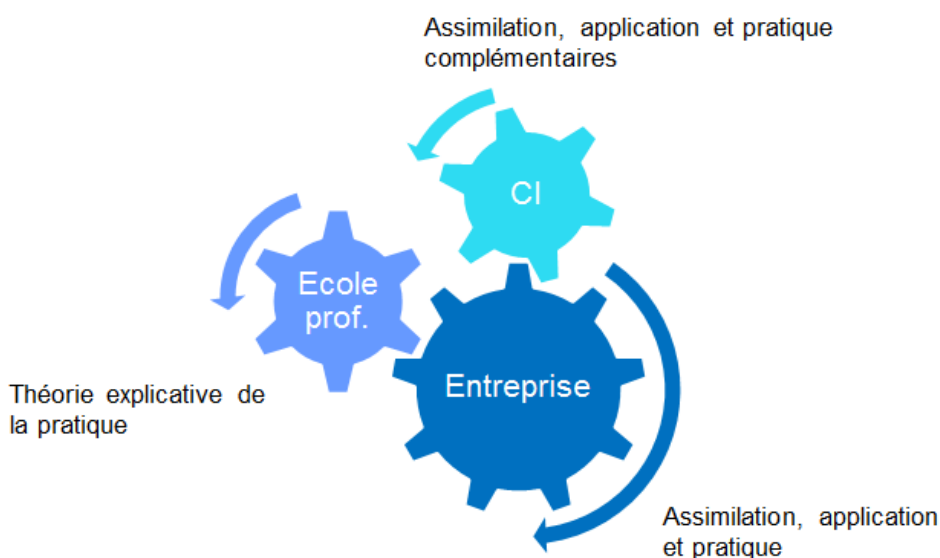 Assimilation, application et pratique
complémentaires
CI
Ecole
prof.
Entreprise
Théorie explicative de
la pratique
Assimilation, application
et pratique